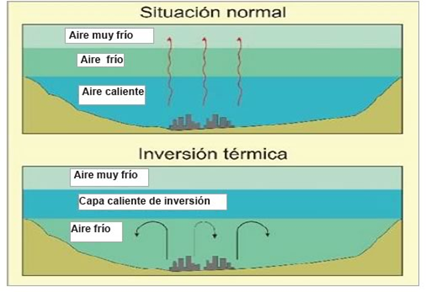 Situación normal
Aire muy frío
Aire frío
Aire caliente
Inversión térmica
Aire muy frío
Capa caliente de inversión
Aire frío